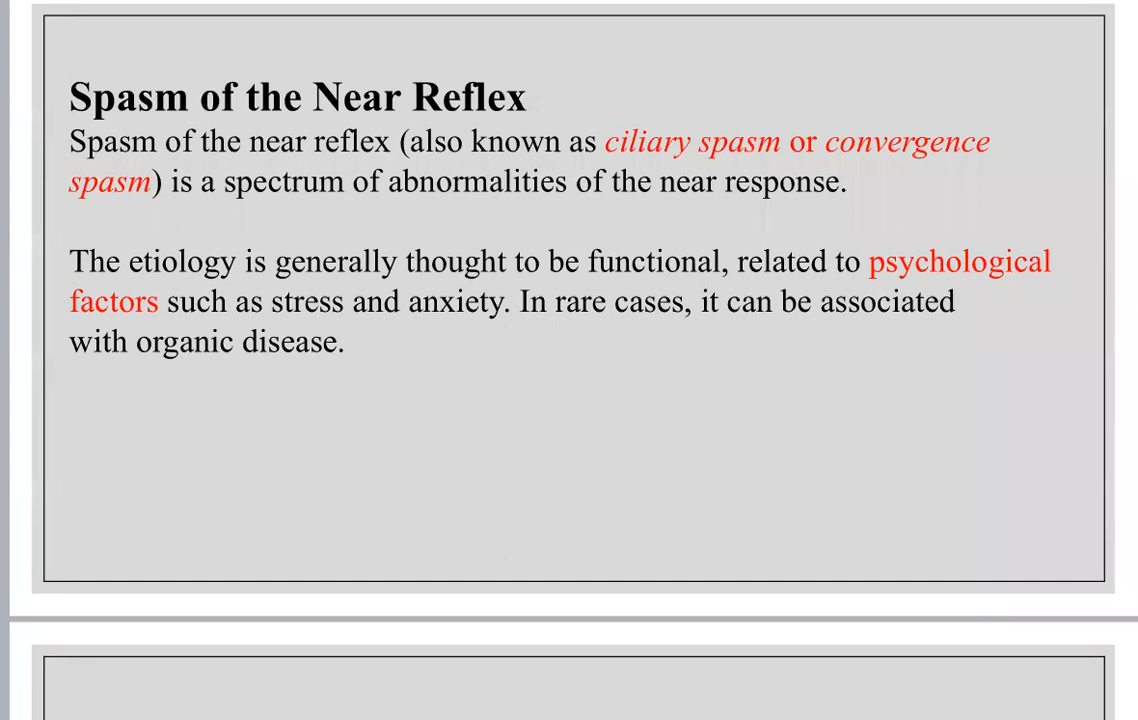 Spasm of the Near Reflex
Spasm of the near reflex (also known as ciliary spasm or convergence
spasm) is a spectrum of abnormalities of the near response.
The etiology is generally thought to be functional, related to psychological
factors such as stress and anxiety. In rare cases, it can be associated
with organic disease.